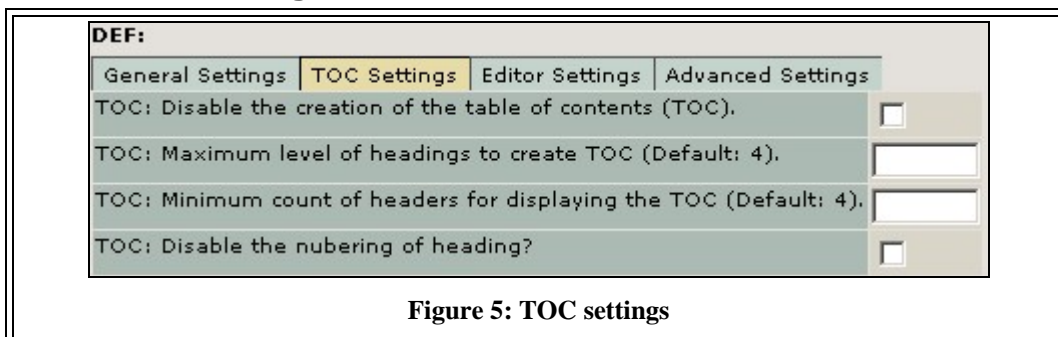 DEF:
General Settings TOC Settings Editor Settings Advanced Settings
TOC: Disable the creation of the table of contents (TOC).
TOC: Maximum level of headings to create TOC (Default: 4).
TOC: Minimum count of headers for displaying the TOC (Default: 4).
TOC: Disable the nubering of heading?
Figure 5: TOC settings